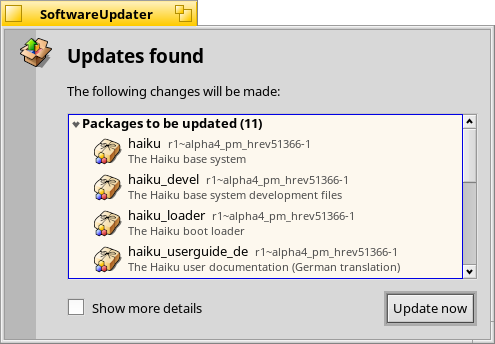 SoftwareUpdater
Updates found
The following changes will be made:
Packages to be updated (11)
haiku r1~alpha4_pm_hrev51366-1
The Haiku base system
haiku_devel r1~alpha4_pm_hrev51366-1
The Haiku base system development files
haiku_loader r1~alpha4_pm_hrev51366-1
The Haiku boot loader
haiku_userguide_de r1~alpha4_pm_hrev51366-1
The Haiku user documentation (German translation)
Show more details
Update now